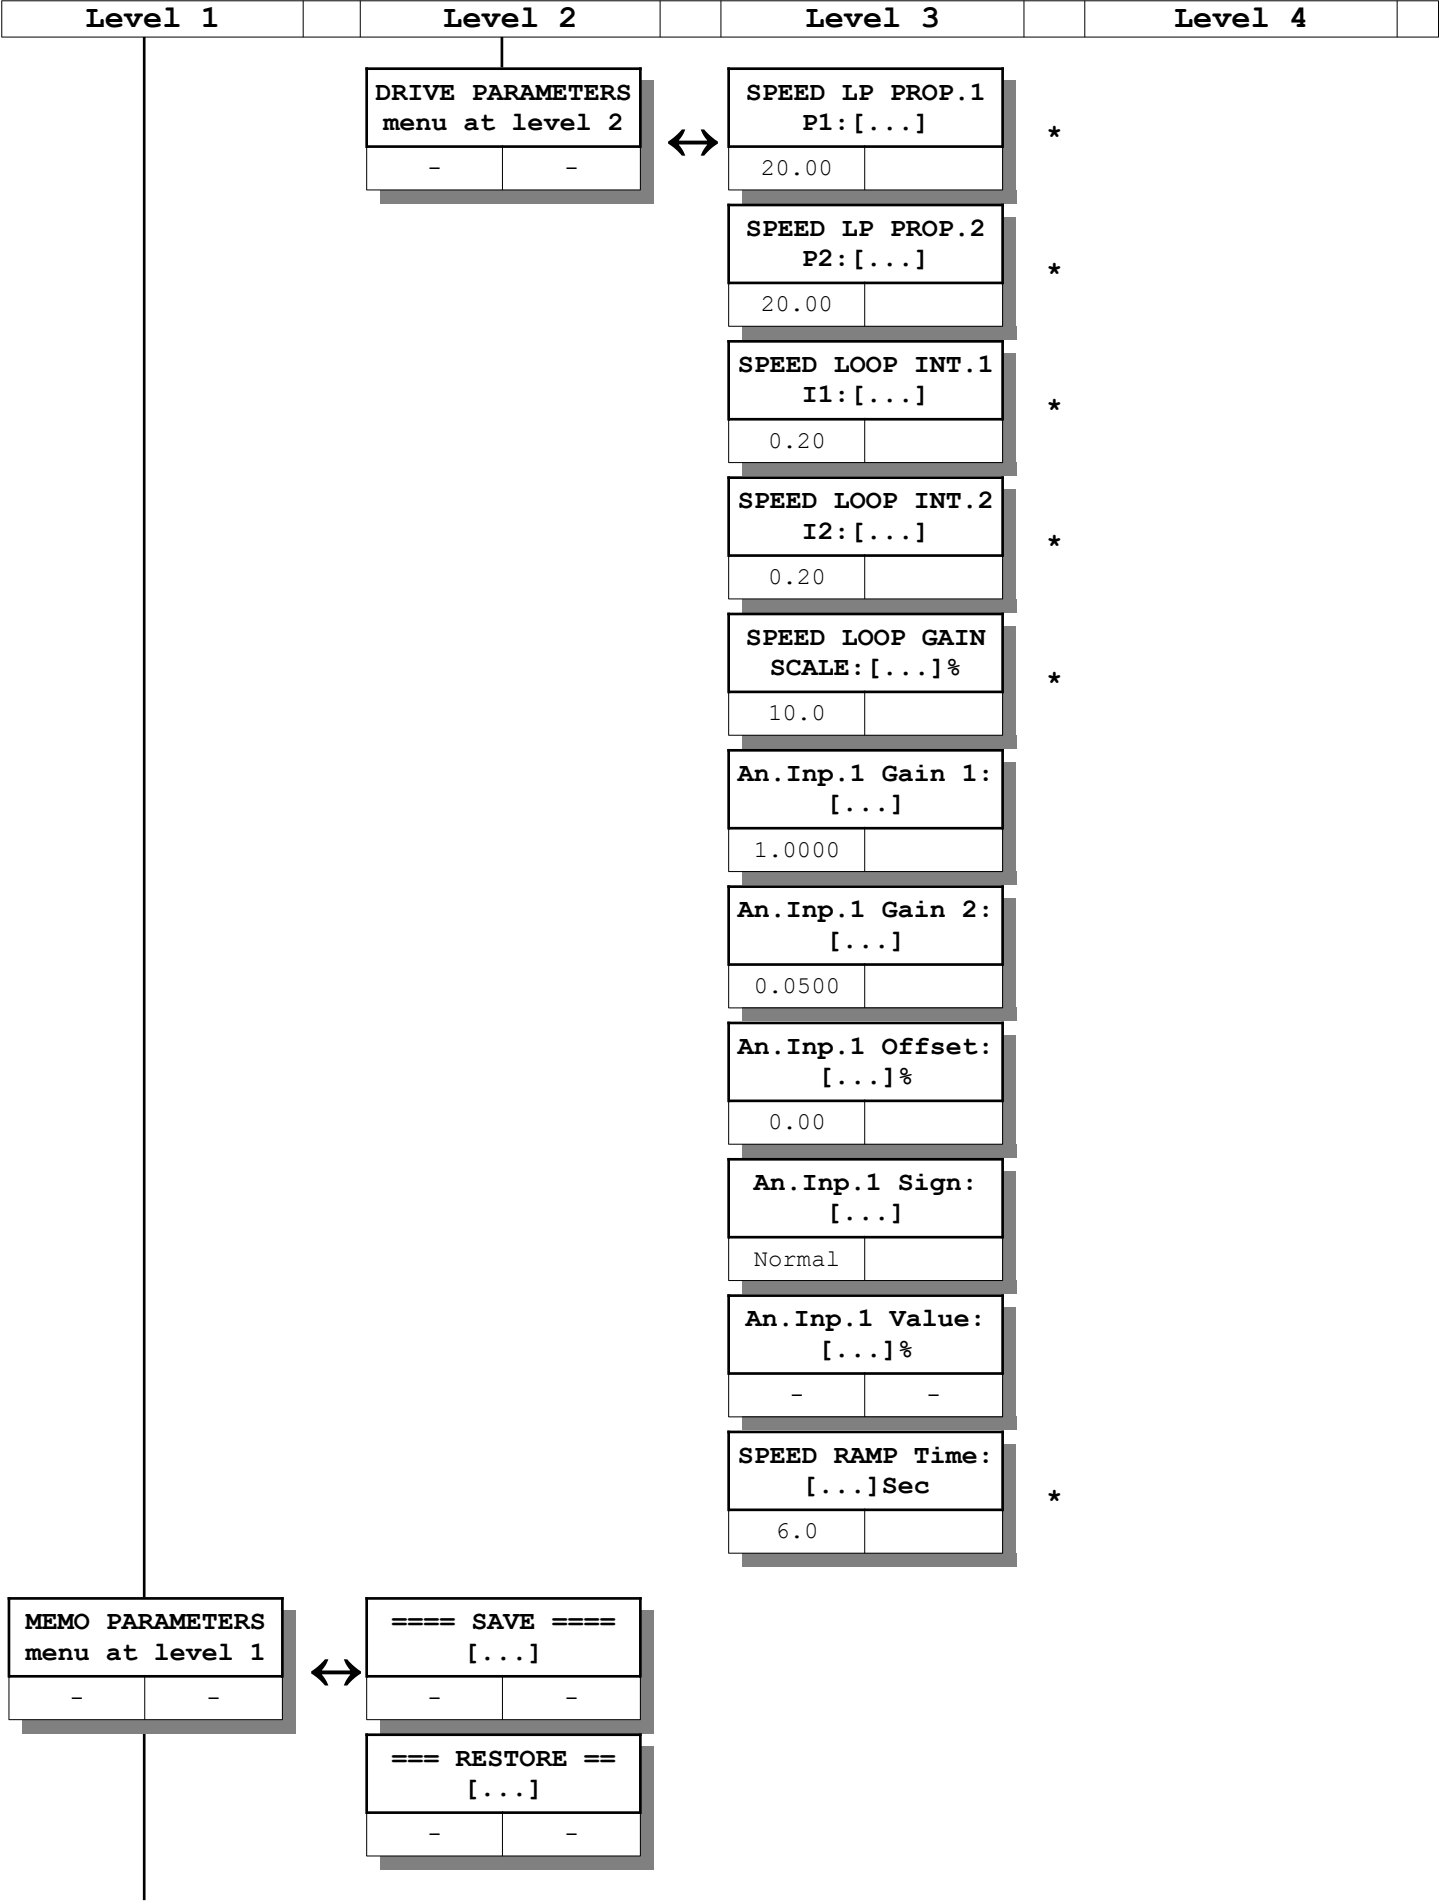 Level 1 Level 2 Level 3 Level 4
DRIVE PARAMETERS
menu at level 2
- -
SPEED LP PROP.1
P1:[...]
*
20.00
SPEED LP PROP.2
P2:[...]
*
20.00
SPEED LOOP INT.1
I1:[...]
*
0.20
SPEED LOOP INT.2
I2:[...]
*
0.20
SPEED LOOP GAIN
SCALE:[...]%
*
10.0
An.Inp.1 Gain 1:
[...]
1.0000
An.Inp.1 Gain 2:
[...]
0.0500
An.Inp.1 Offset:
[...]%
0.00
An.Inp.1 Sign:
[...]
Normal
An.Inp.1 Value:
[...]%
- -
SPEED RAMP Time:
[...]Sec
*
6.0
MEMO PARAMETERS
menu at level 1
- -
==== SAVE ====
[...]
- -
=== RESTORE ==
[...]
- -